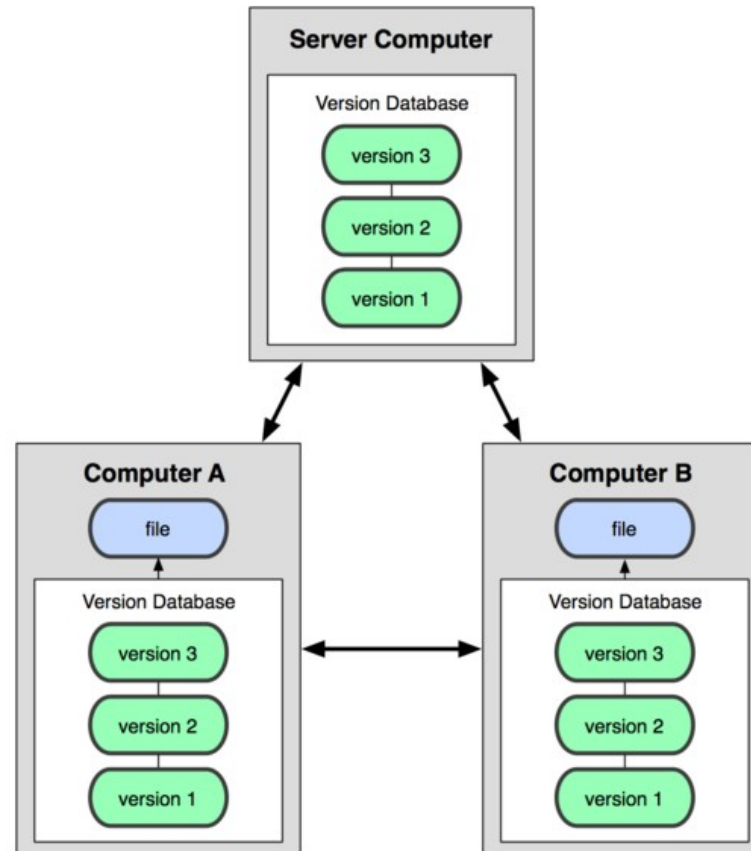 Server Computer
Version Database
version 3
version 2
version 1
Computer A
file
Version Database
version 3
version 2
version 1
Computer B
file
Version Database
version 3
version 2
version 1